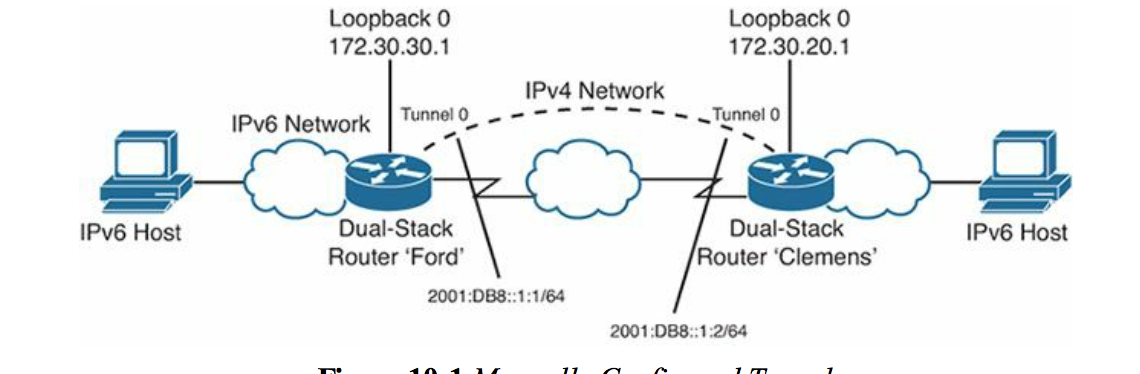 Loopback 0
172.30.30.1
Loopback 0
172.30.20.1
IPv4 Network
Tunnel 0
Tunnel 0
IPv6 Network
IPv6 Host
Dual-Stack
Router ‘Ford’
Dual-Stack
Router ‘Clemens’
IPv6 Host
2001:DB8::1:1/64
2001:DB8::1:2/64